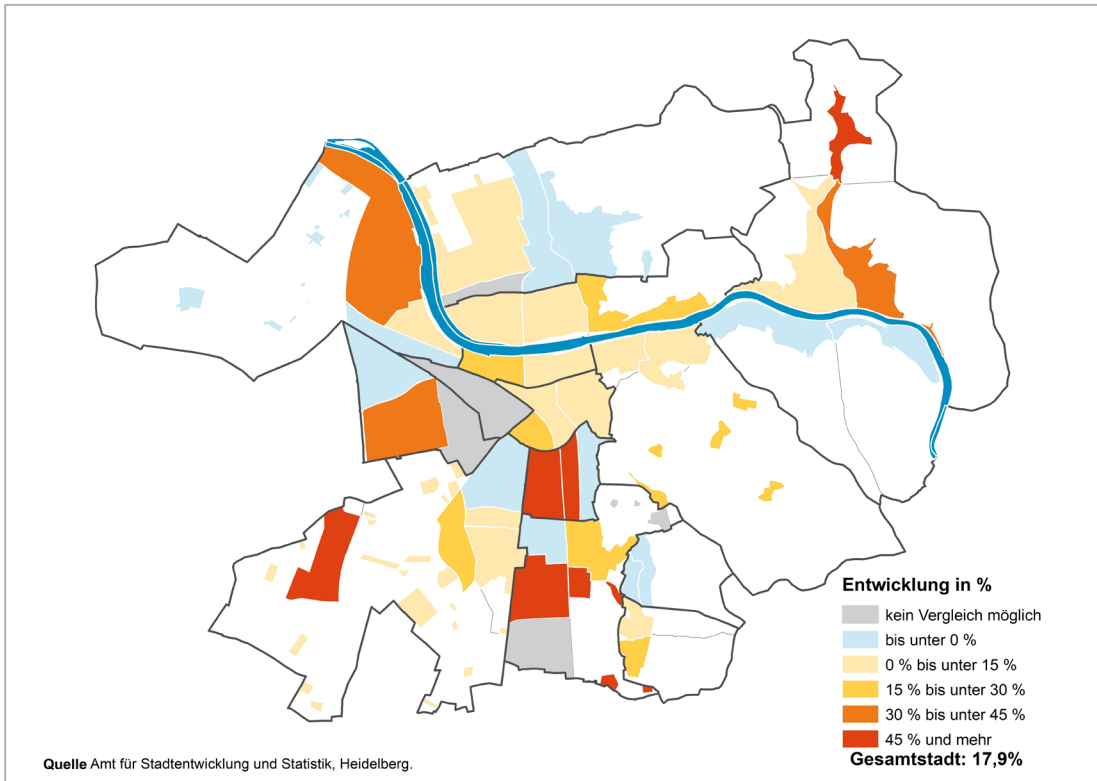 Entwicklung in %
kein Vergleich möglich
bis unter 0 %
0 % bis unter 15 %
15 % bis unter 30 %
30 % bis unter 45 %
45 % und mehr
Gesamtstadt: 17,9%
Quelle Amt für Stadtentwicklung und Statistik, Heidelberg.